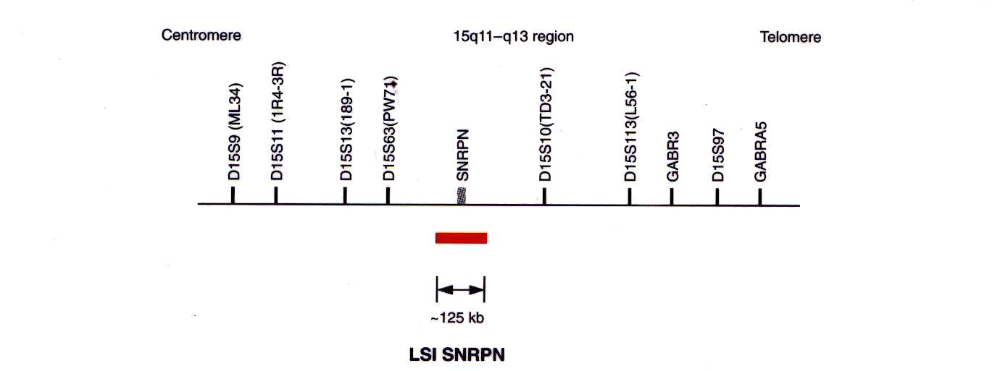 Centromere 15q11–q13 region Telomere
D15S9 (ML34)
D15S11 (1R4-3R)
D15S13(189-1)
D15S63(PW71)
SNRPN
D15S10(TD3-21)
D15S113(L56-1)
GABR3
D15S97
GABRA5
~125 kb
LSI SNRPN